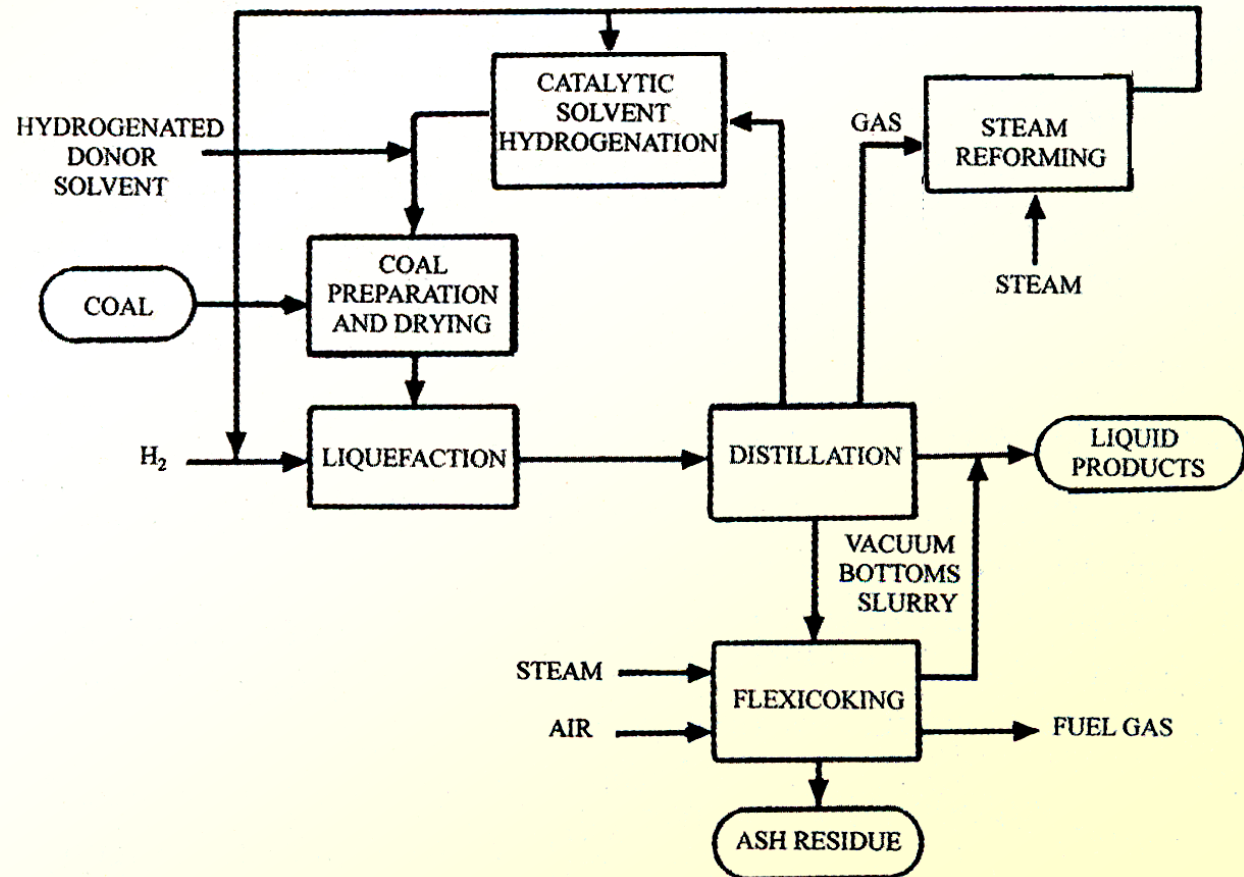 CATALYTIC
SOLVENT
HYDROGENATION
HYDROGENATED
DONOR
SOLVENT
GAS
STEAM
REFORMING
STEAM
COAL
COAL
PREPARATION
AND DRYING
H₂
LIQUEFACTION
DISTILLATION
LIQUID
PRODUCTS
VACUUM
BOTTOMS
SLURRY
STEAM
AIR
FLEXICOKING
FUEL GAS
ASH RESIDUE